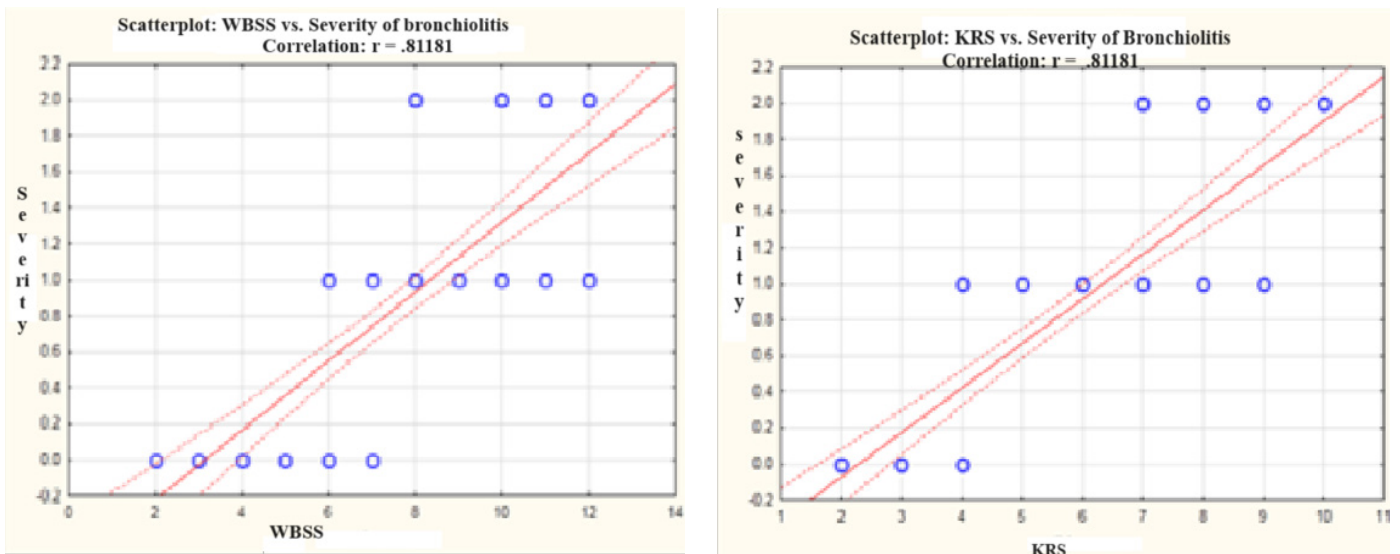 Scatterplot: WBSS vs. Severity of bronchiolitis
Correlation: r = .81181
2.2
2.0
1.8
1.6
1.4
1.2
1.0
0.8
0.6
0.4
0.2
0.0
-0.2
Severity
0 2 4 6 8 10 12 14
WBSS
Scatterplot: KRS vs. Severity of Bronchiolitis
Correlation: r = .81181
2.2
2.0
1.8
1.6
1.4
1.2
1.0
0.8
0.6
0.4
0.2
0.0
-0.2
severity
1 2 3 4 5 6 7 8 9 10 11
KRS